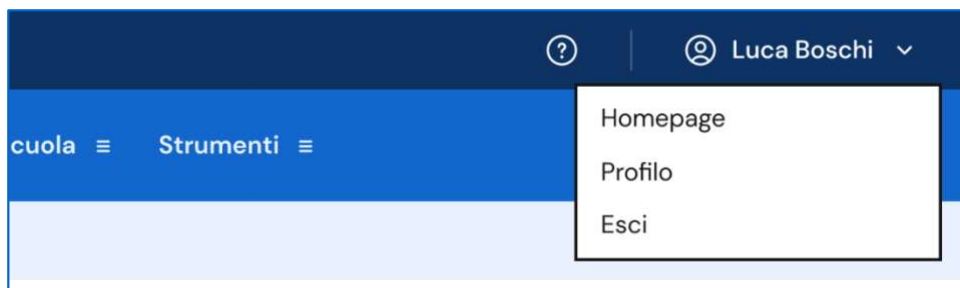 Luca Boschi
cuola Strumenti
Homepage
Profilo
Esci